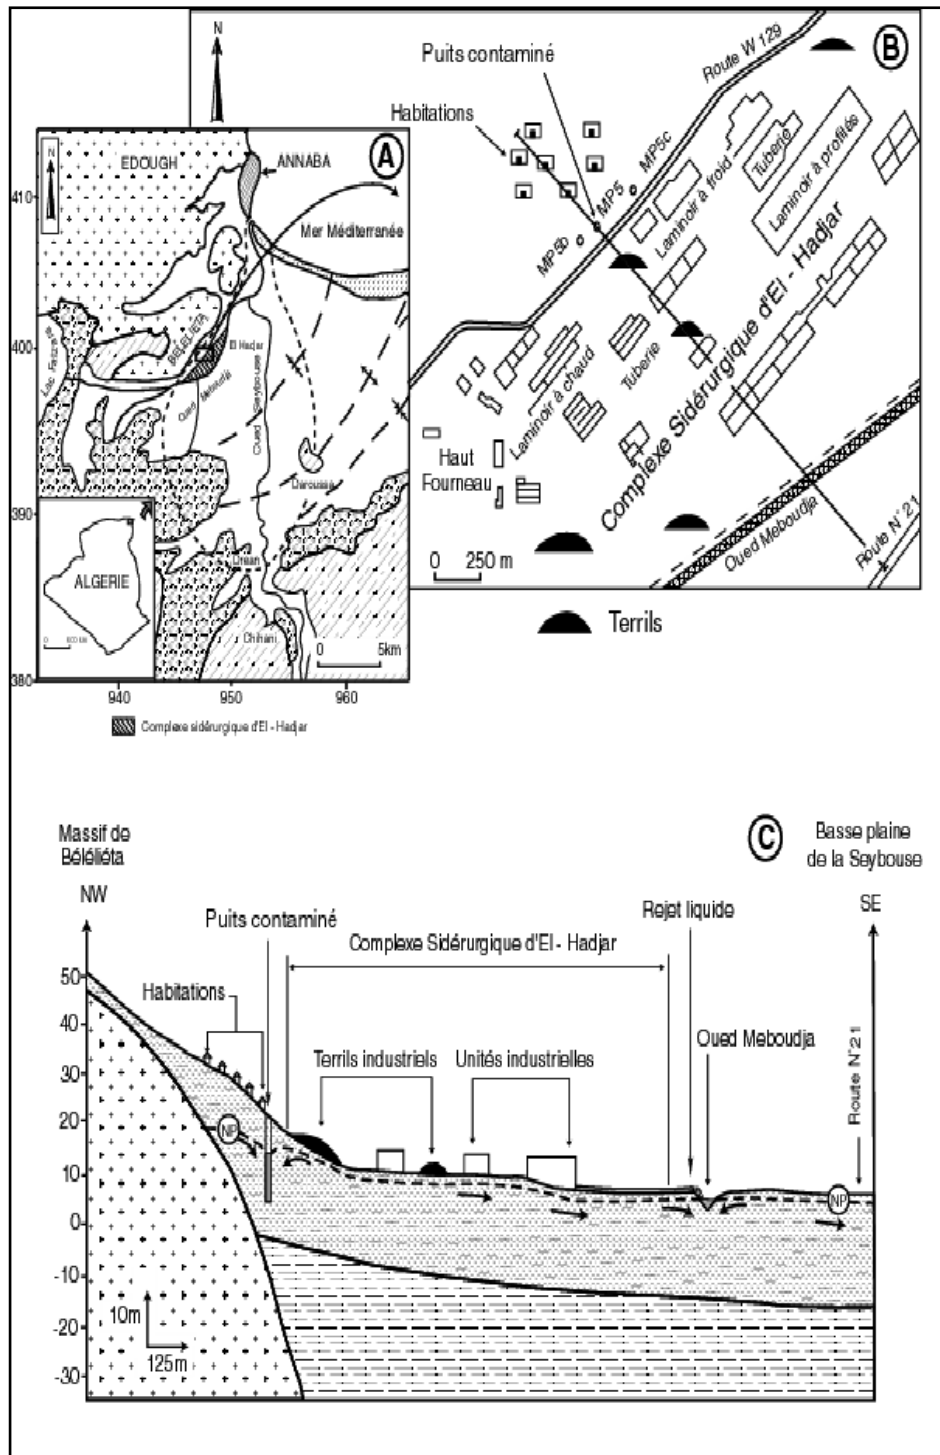 N
B
Puits contaminé
Route W 129
Habitations
MP5c
MP5
MP5b
Laminoir à froid
Tuberie
Laminoir à profilés
Laminoir à chaud
Tuberie
Complexe Sidérurgique d'El - Hadjar
Haut
Fourneau
0 250 m
Oued Meboudja
Route N° 21
Terrils
N
A
EDOUGH
ANNABA
Mer Méditerranée
BELELIETA
El Hadjar
Oued Meboudja
Oued Seybouse
Daroussa
Drean
Chihani
ALGERIE
0
0 5km
410
400
390
380
940 950 960
Complexe sidérurgique d'El - Hadjar
C
Massif de
Béléliéta
Basse plaine
de la Seybouse
NW
SE
Puits contaminé
Rejet liquide
Complexe Sidérurgique d'El - Hadjar
Habitations
Oued Meboudja
Terrils industriels
Unités industrielles
Route N°21
NP
NP
50
40
30
20
10
0
-10
-20
-30
10m
125m